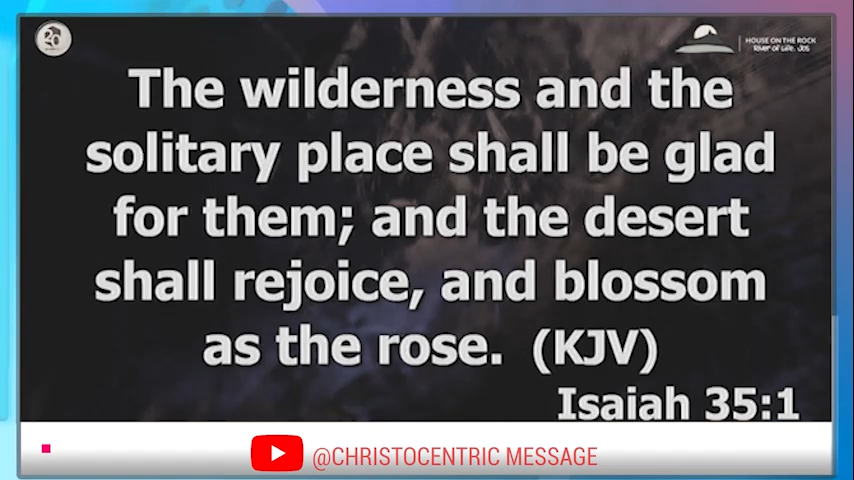 20
HOUSE ON THE ROCK
River of Life, Jos
The wilderness and the
solitary place shall be glad
for them; and the desert
shall rejoice, and blossom
as the rose. (KJV)
Isaiah 35:1
@CHRISTOCENTRIC MESSAGE